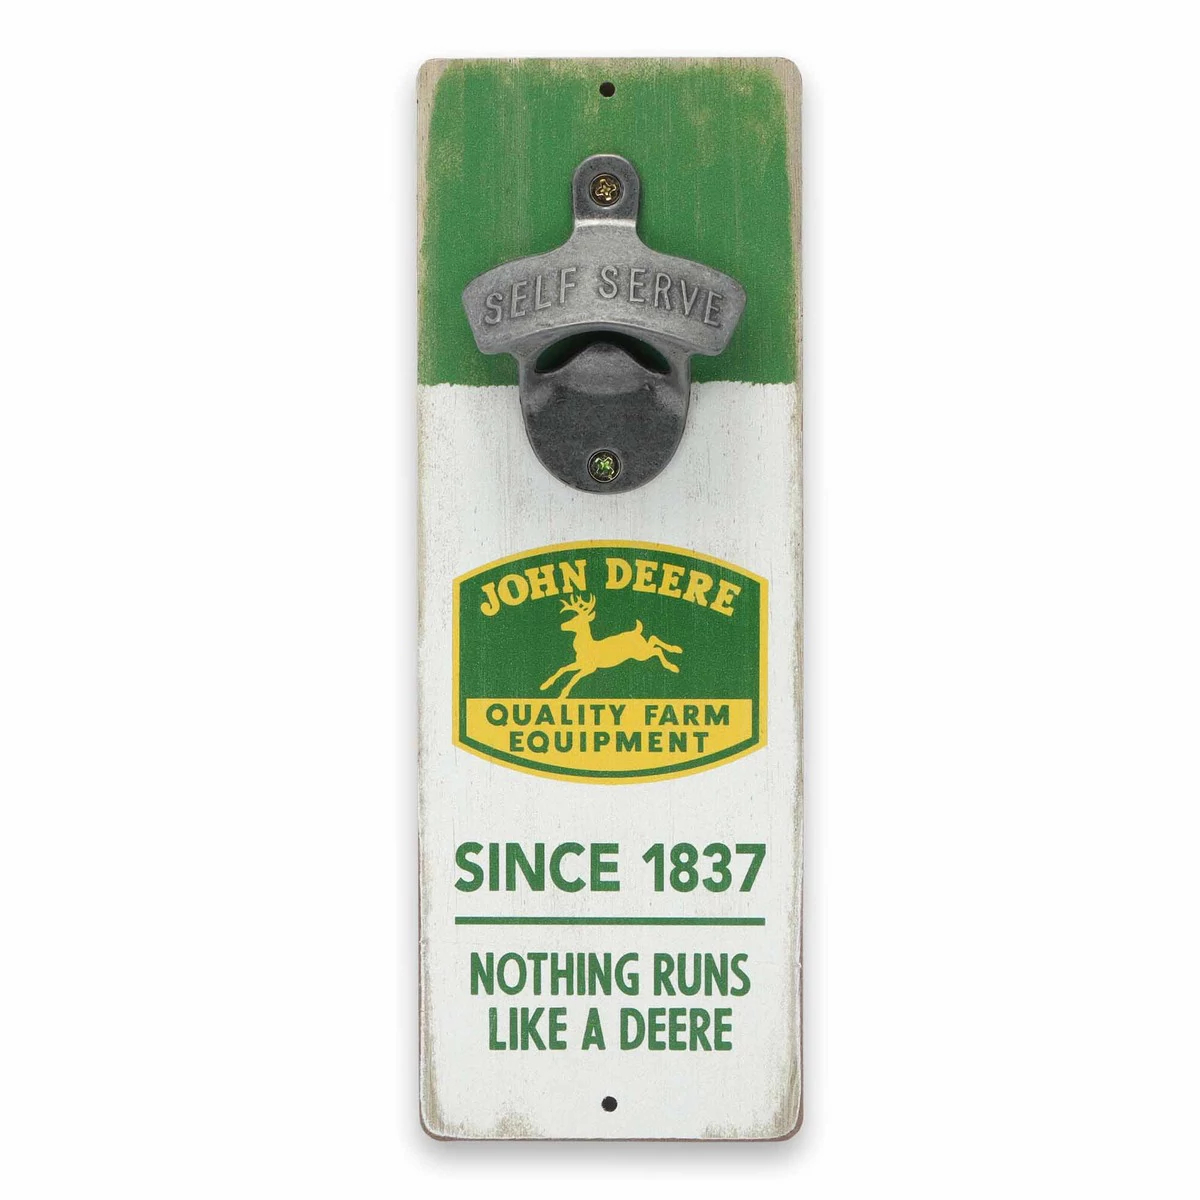 SELF SERVE
JOHN DEERE
QUALITY FARM
EQUIPMENT
SINCE 1837
NOTHING RUNS
LIKE A DEERE